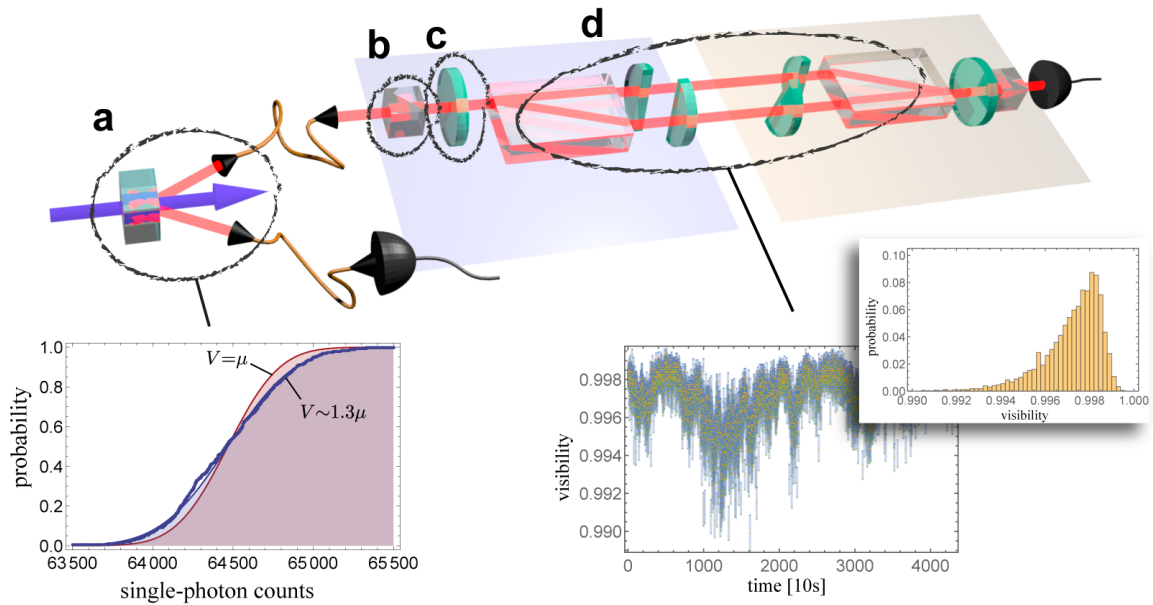 a
b
c
d
V=μ
V~1.3μ
probability
1.0
0.8
0.6
0.4
0.2
0.0
63500
64000
64500
65000
65500
single-photon counts
visibility
0.998
0.996
0.994
0.992
0.990
0
1000
2000
3000
4000
time [10s]
probability
0.10
0.08
0.06
0.04
0.02
0.00
0.990
0.992
0.994
0.996
0.998
1.000
visibility